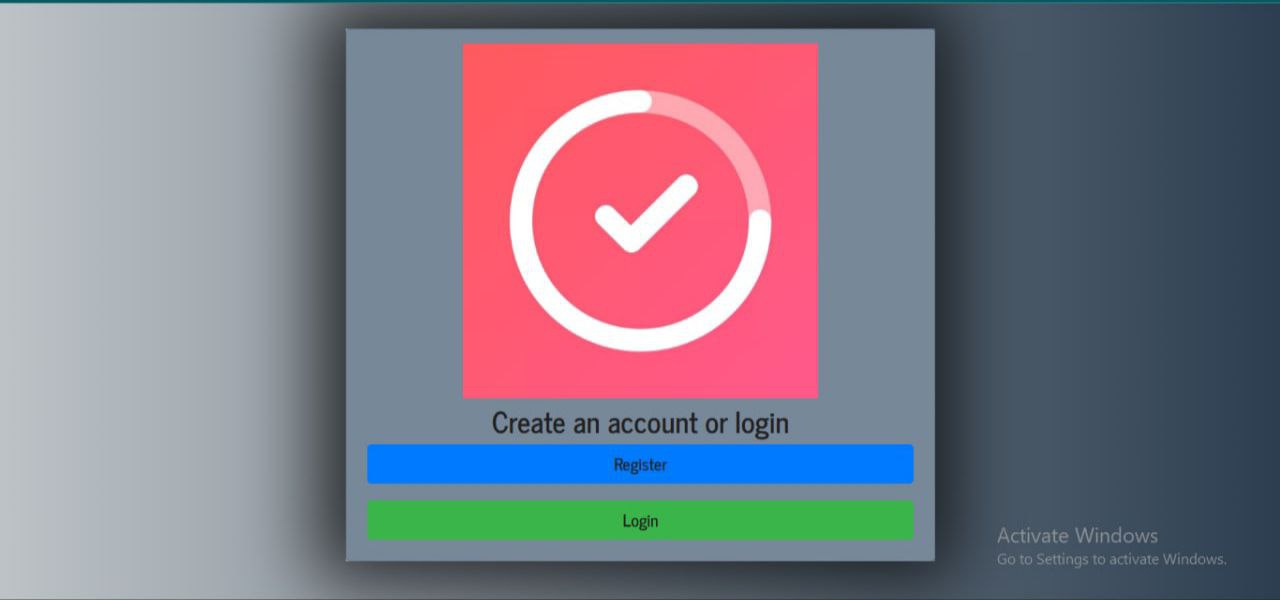 Create an account or login
Register
Login
Activate Windows
Go to Settings to activate Windows.